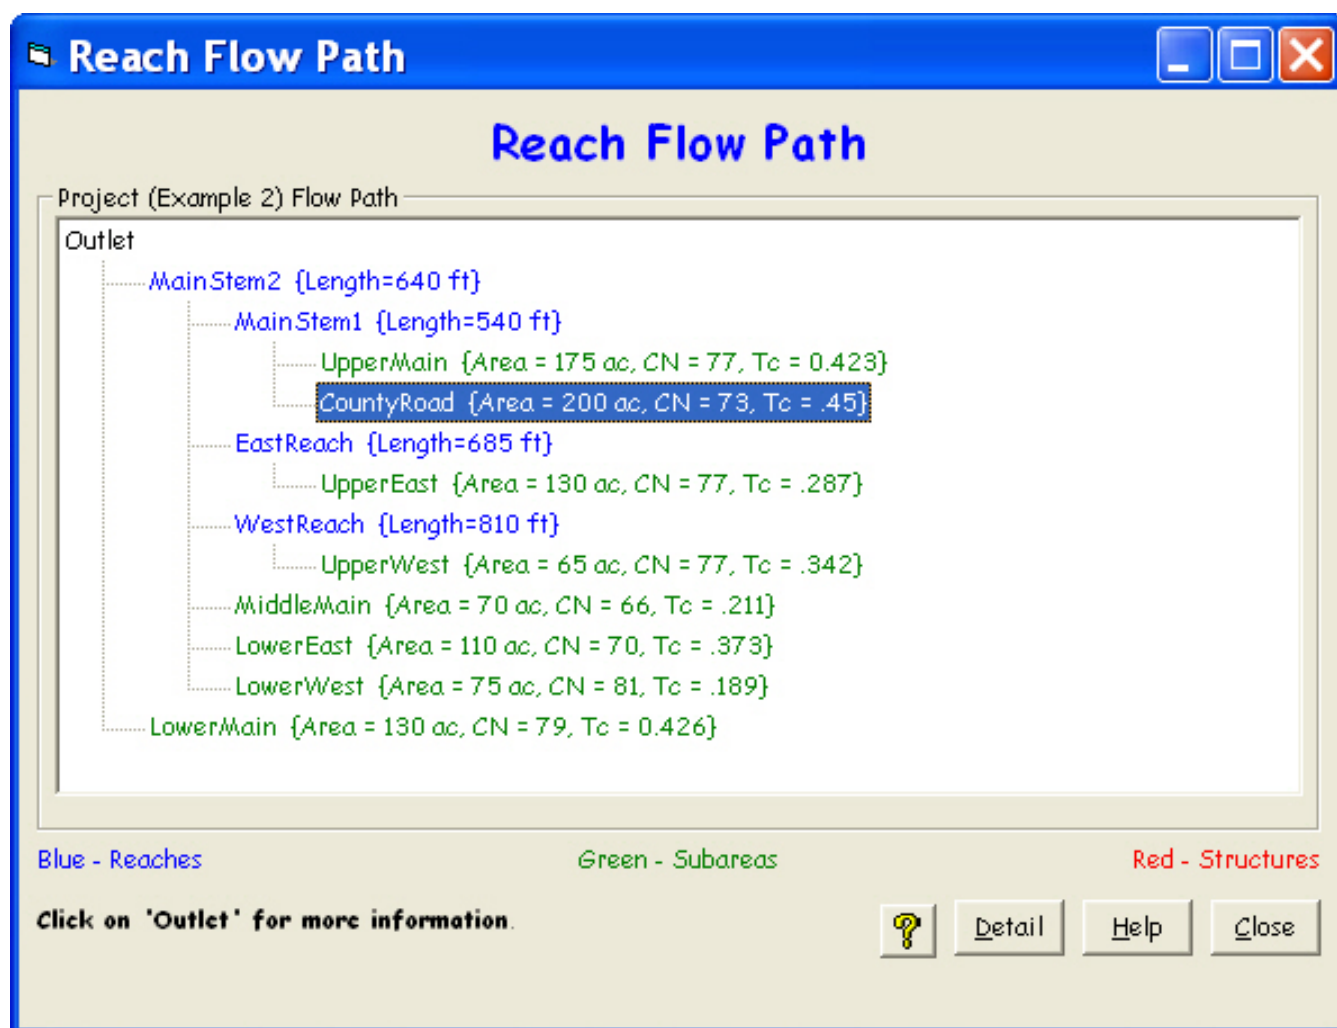 Reach Flow Path
Reach Flow Path
Project (Example 2) Flow Path
Outlet
MainStem2 {Length=640 ft}
MainStem1 {Length=540 ft}
UpperMain {Area = 175 ac, CN = 77, Tc = 0.423}
CountyRoad {Area = 200 ac, CN = 73, Tc = .45}
EastReach {Length=685 ft}
UpperEast {Area = 130 ac, CN = 77, Tc = .287}
WestReach {Length=810 ft}
UpperWest {Area = 65 ac, CN = 77, Tc = .342}
MiddleMain {Area = 70 ac, CN = 66, Tc = .211}
LowerEast {Area = 110 ac, CN = 70, Tc = .373}
LowerWest {Area = 75 ac, CN = 81, Tc = .189}
LowerMain {Area = 130 ac, CN = 79, Tc = 0.426}
Blue - Reaches Green - Subareas Red - Structures
Click on 'Outlet' for more information. ? Detail Help Close